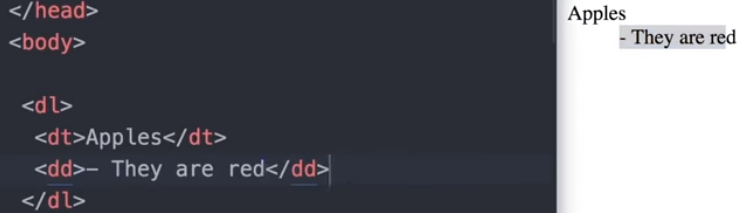 </head>
<body>
<dl>
<dt>Apples</dt>
<dd>- They are red</dd>
</dl>
Apples
- They are red